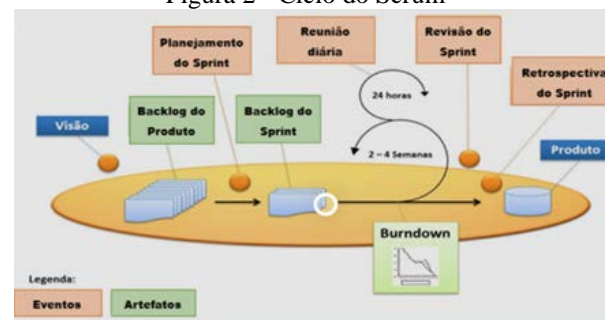 Figura 2 - Ciclo do Scrum
Planejamento
do Sprint
Reunião
diária
Revisão do
Sprint
Retrospectiva
do Sprint
24 horas
Backlog do
Produto
Backlog do
Sprint
Visão
2 – 4 Semanas
Produto
Burndown
Legenda:
Eventos
Artefatos